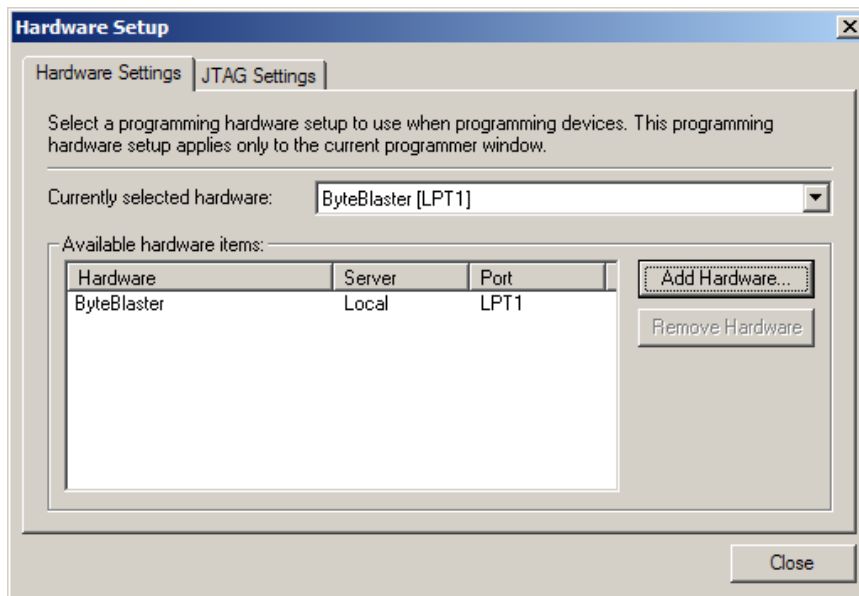 Hardware Setup
Hardware Settings
JTAG Settings
Select a programming hardware setup to use when programming devices. This programming
hardware setup applies only to the current programmer window.
Currently selected hardware:
ByteBlaster [LPT1]
Available hardware items:
Hardware Server Port
ByteBlaster Local LPT1
Add Hardware...
Remove Hardware
Close